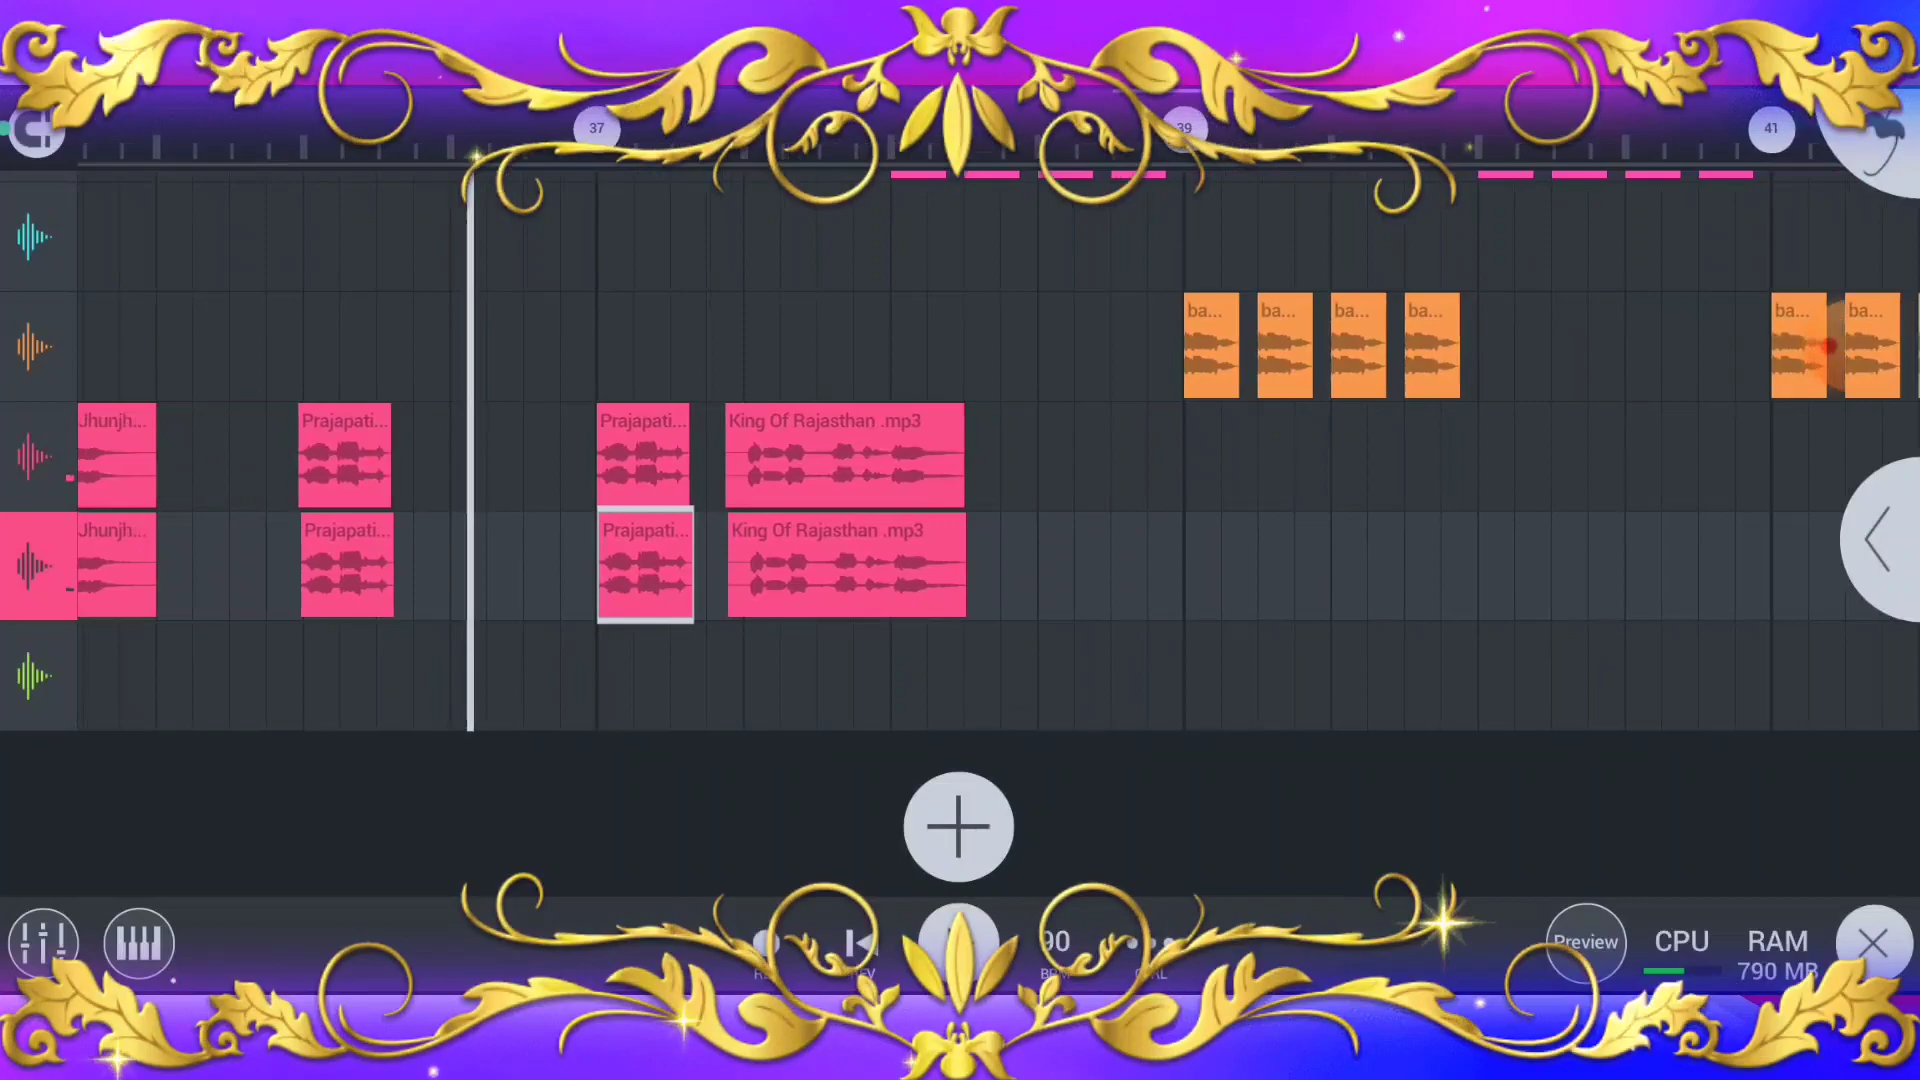 37
39
41
ba... ba... ba... ba... ba... ba...
Jhunjh... Prajapati... Prajapati... King Of Rajasthan .mp3
Jhunjh... Prajapati... Prajapati... King Of Rajasthan .mp3
90
Preview
CPU
RAM
790 MB